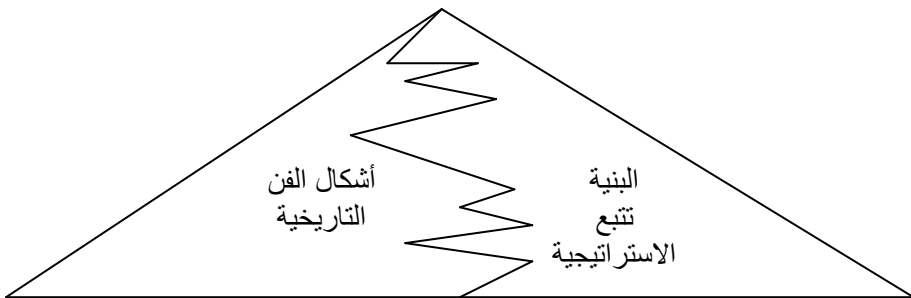 البنية
تتبع
الاستراتيجية
أشكال الفن
التاريخية